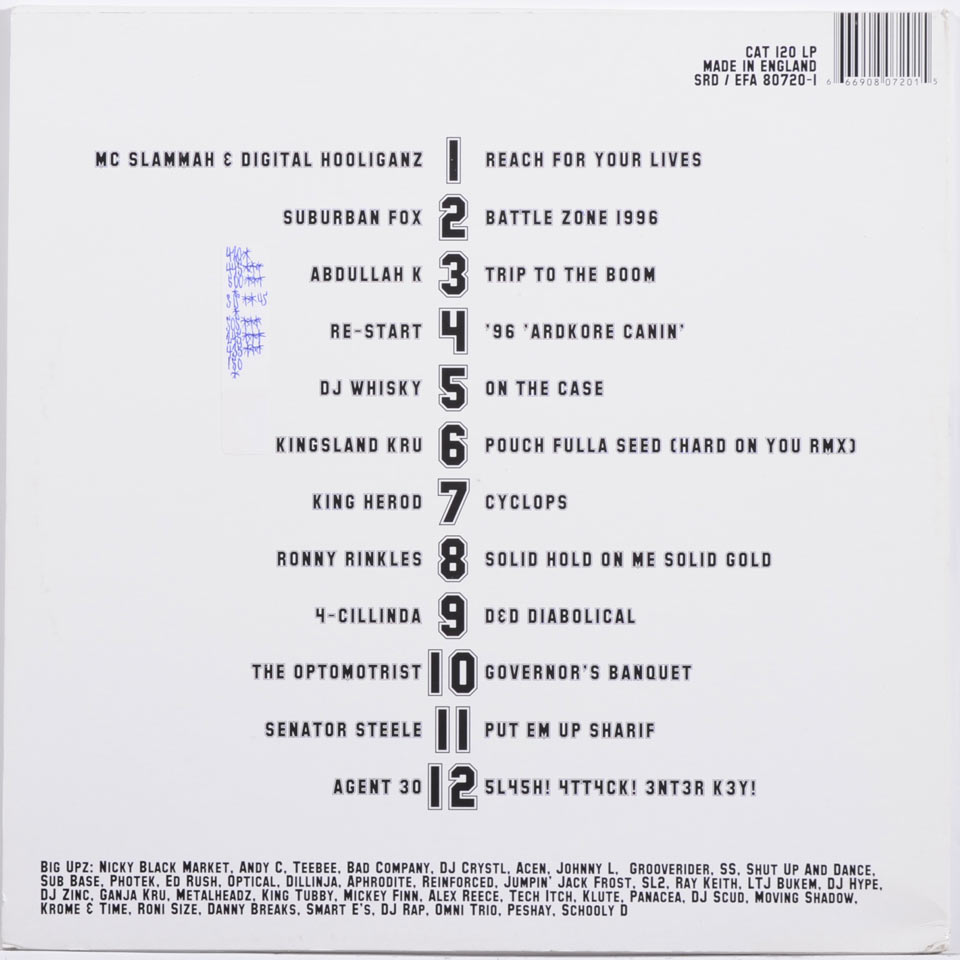 CAT 120 LP
MADE IN ENGLAND
SRD / EFA 80720-1
6 66908 07201 5
MC SLAMMAH & DIGITAL HOOLIGANZ 1 REACH FOR YOUR LIVES
SUBURBAN FOX 2 BATTLE ZONE 1996
ABDULLAH K 3 TRIP TO THE BOOM
RE-START 4 '96 'ARDKORE CANIN'
DJ WHISKY 5 ON THE CASE
KINGSLAND KRU 6 POUCH FULLA SEED (HARD ON YOU RMX)
KING HEROD 7 CYCLOPS
RONNY RINKLES 8 SOLID HOLD ON ME SOLID GOLD
4-CILLINDA 9 D&D DIABOLICAL
THE OPTOMOTRIST 10 GOVERNOR'S BANQUET
SENATOR STEELE 11 PUT EM UP SHARIF
AGENT 30 12 5L45H! 4TT4CK! 3NT3R K3Y!
BIG UPZ: NICKY BLACK MARKET, ANDY C, TEEBEE, BAD COMPANY, DJ CRYSTL, ACEN, JOHNNY L, GROOVERIDER, SS, SHUT UP AND DANCE,
SUB BASE, PHOTEK, ED RUSH, OPTICAL, DILLINJA, APHRODITE, REINFORCED, JUMPIN' JACK FROST, SL2, RAY KEITH, LTJ BUKEM, DJ HYPE,
DJ ZINC, GANJA KRU, METALHEADZ, KING TUBBY, MICKEY FINN, ALEX REECE, TECH ITCH, KLUTE, PANACEA, DJ SCUD, MOVING SHADOW,
KROME & TIME, RONI SIZE, DANNY BREAKS, SMART E'S, DJ RAP, OMNI TRIO, PESHAY, SCHOOLY D